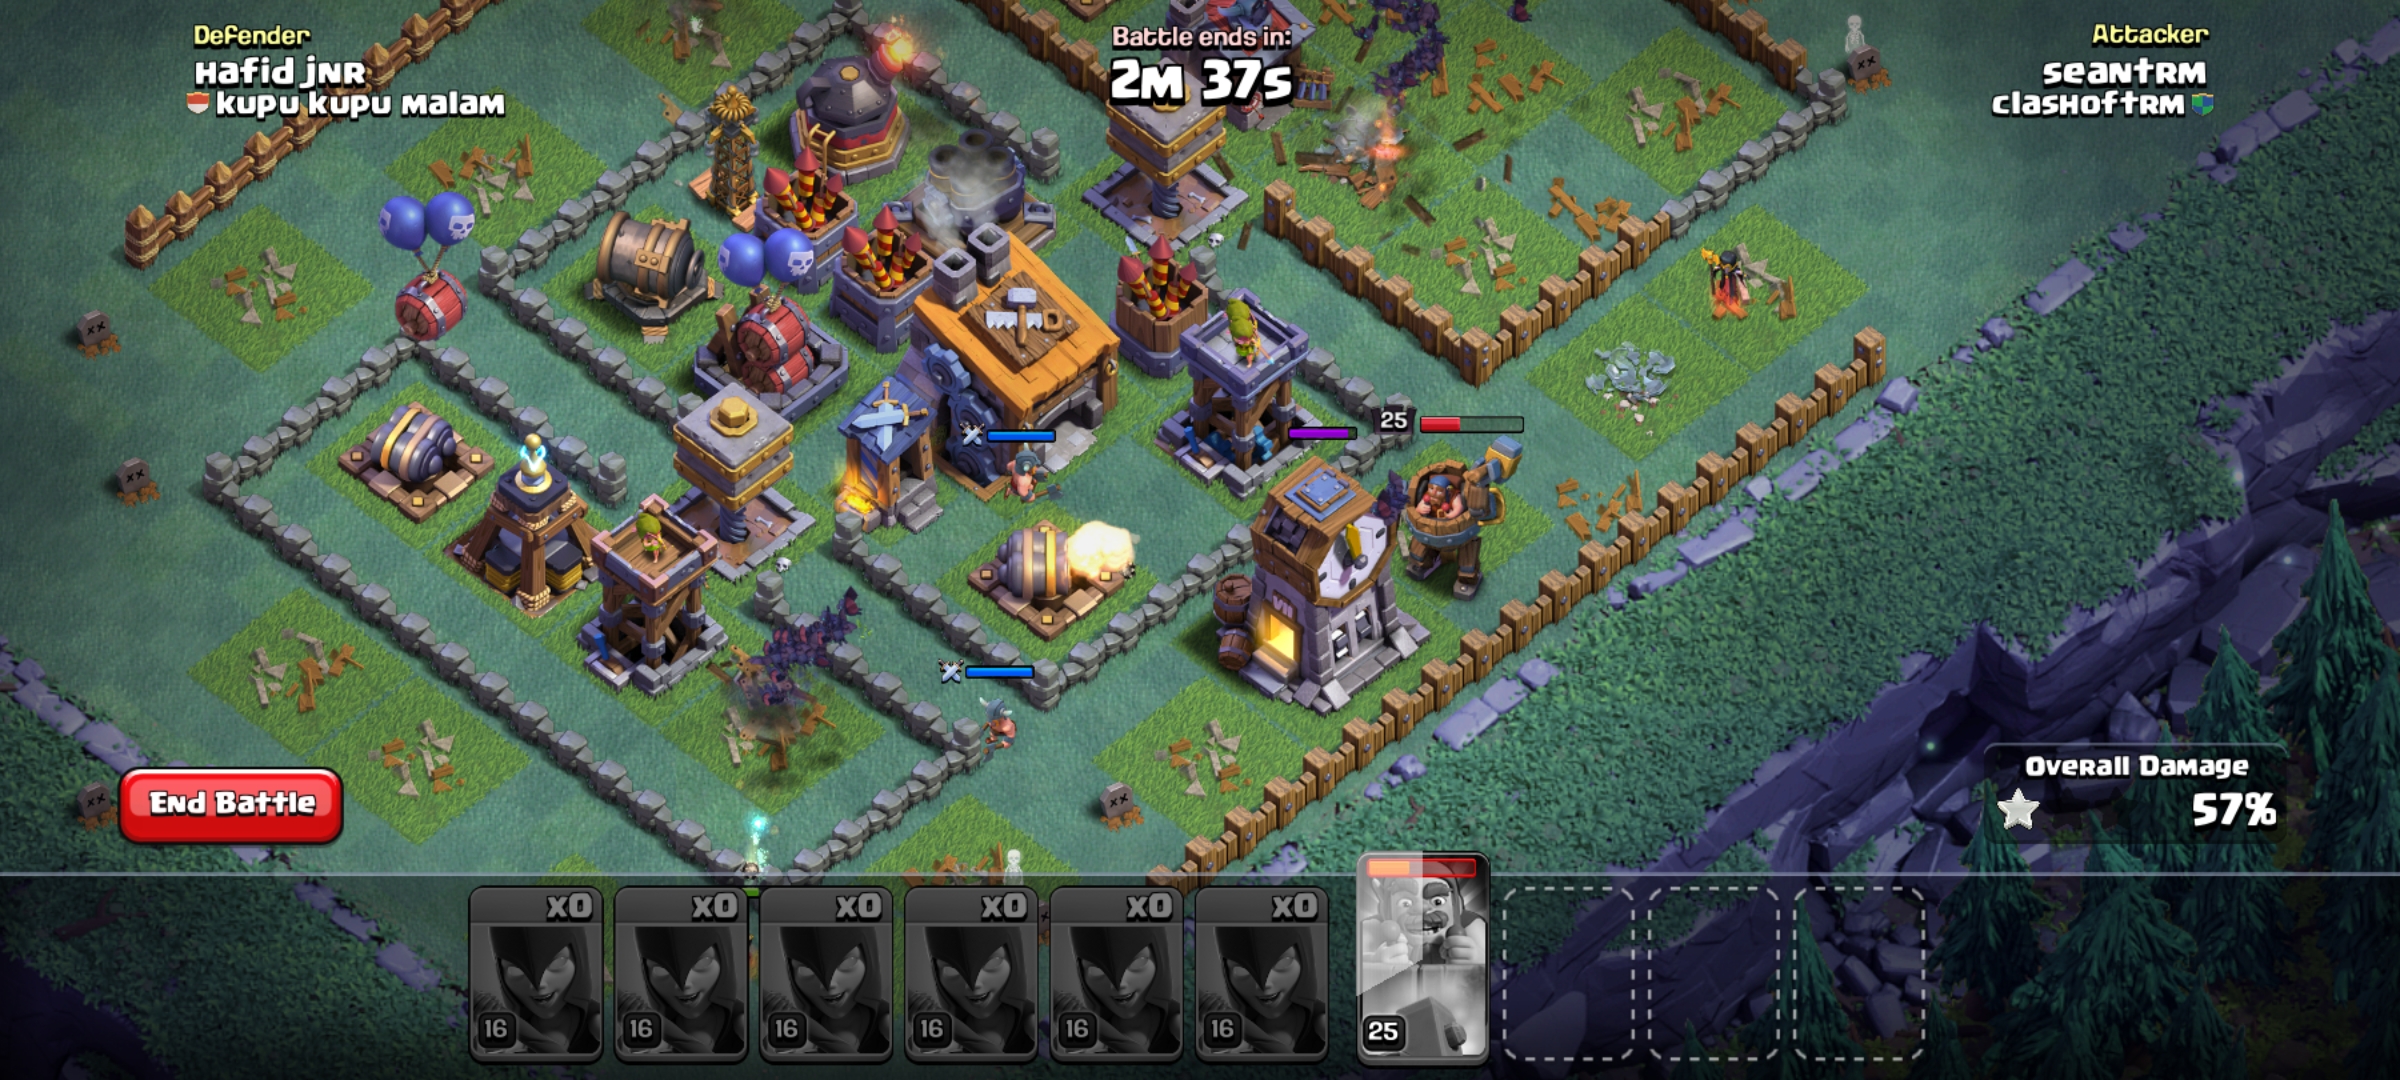 Defender
Hafid JNR
kupu kupu malam
Battle ends in:
2M 37s
Attacker
seantRM
clashoftRM
25
VII
End Battle
Overall Damage
57%
x0
x0
x0
x0
x0
x0
16
16
16
16
16
16
25